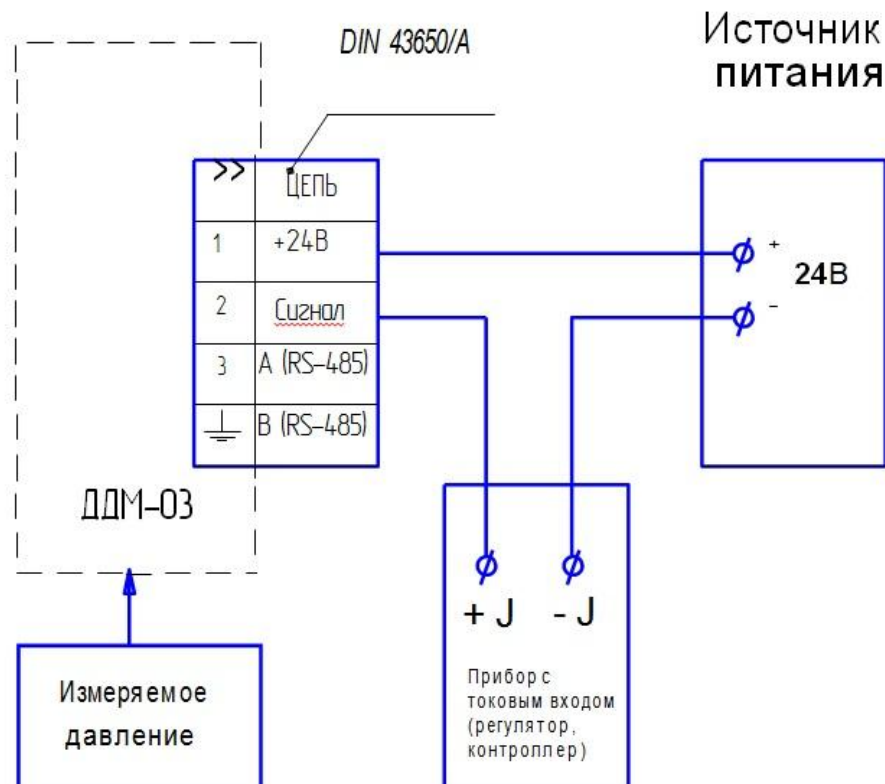 DIN 43650/A
Источник
питания
>> ЦЕПЬ
1 +24В
2 Сигнал
3 А (RS-485)
В (RS-485)
+
24В
-
ДДМ-03
+ J - J
Измеряемое
давление
Прибор с
токовым входом
(регулятор,
контроллер)